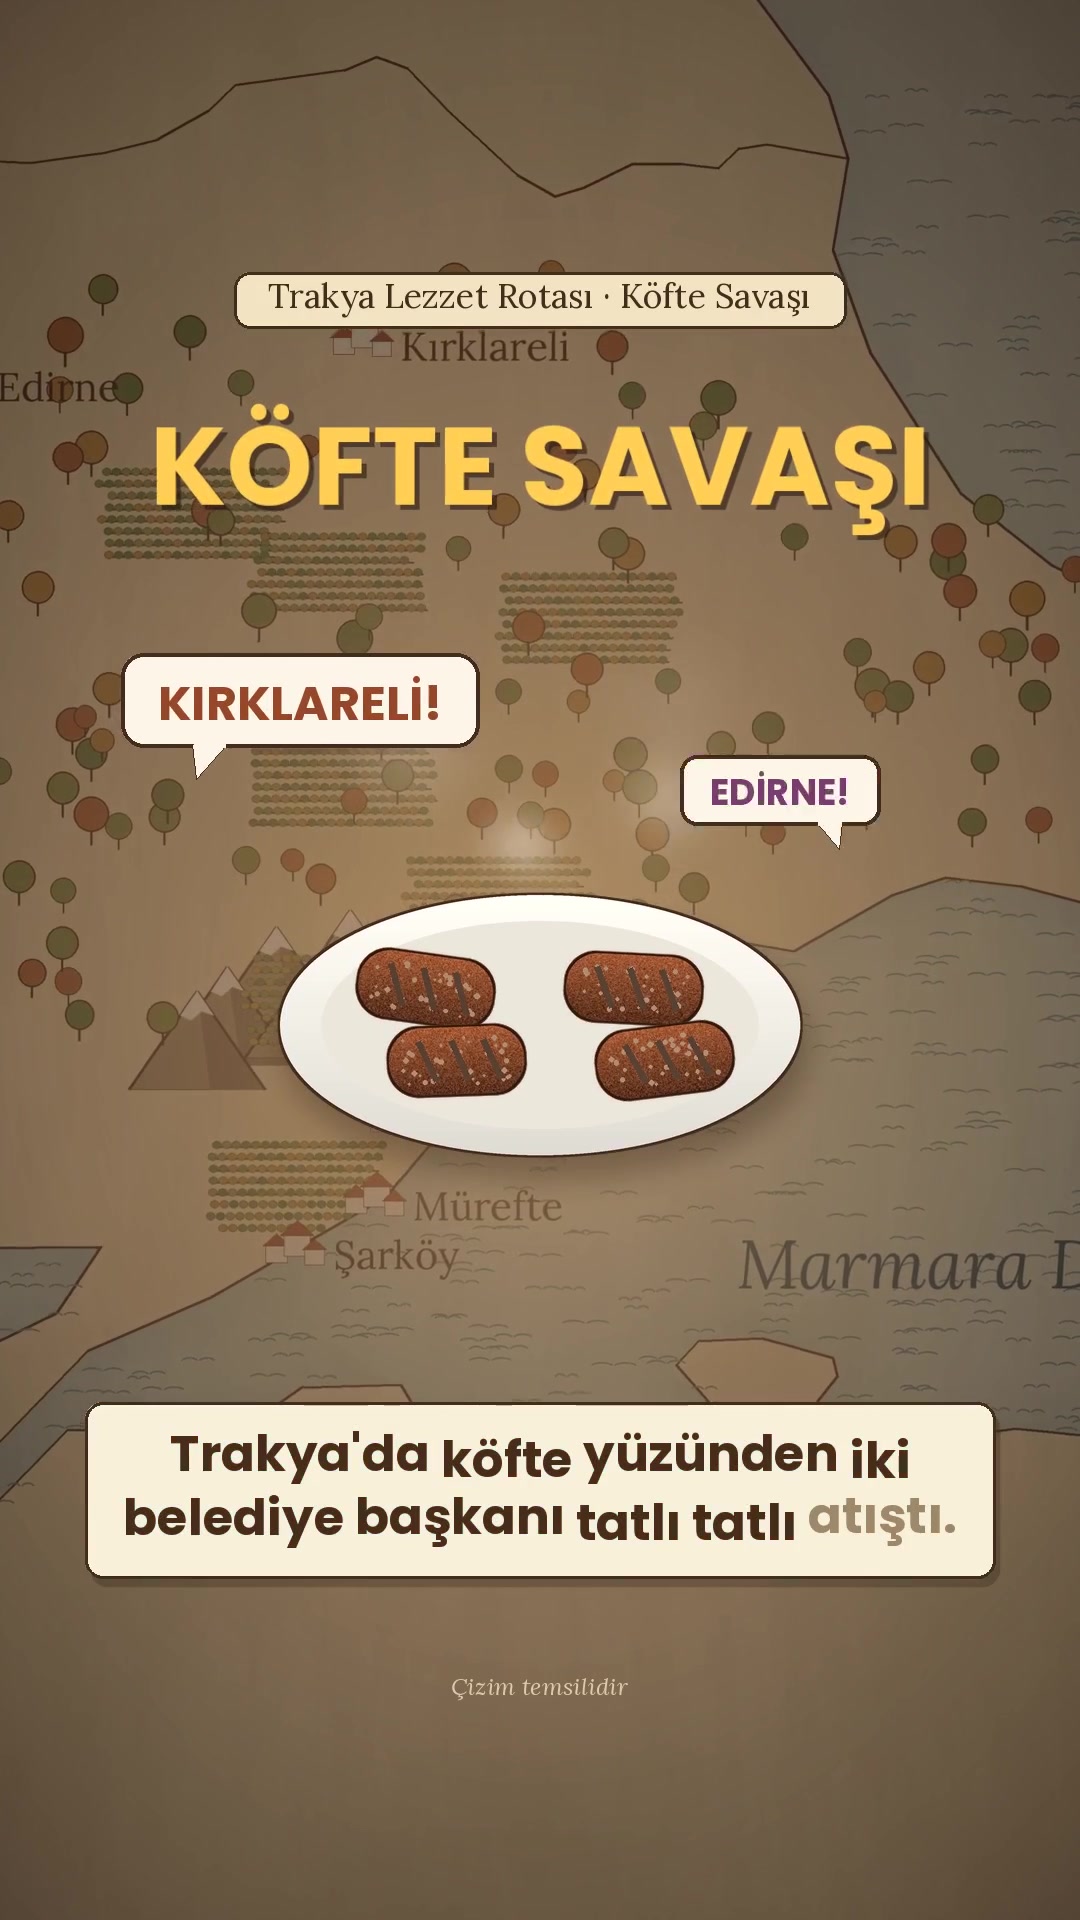 Trakya Lezzet Rotası · Köfte Savaşı
Kırklareli
Edirne
KÖFTE SAVAŞI
KIRKLARELİ!
EDİRNE!
Mürefte
Şarköy
Marmara D
Trakya'da köfte yüzünden iki
belediye başkanı tatlı tatlı atıştı.
Çizim temsilidir